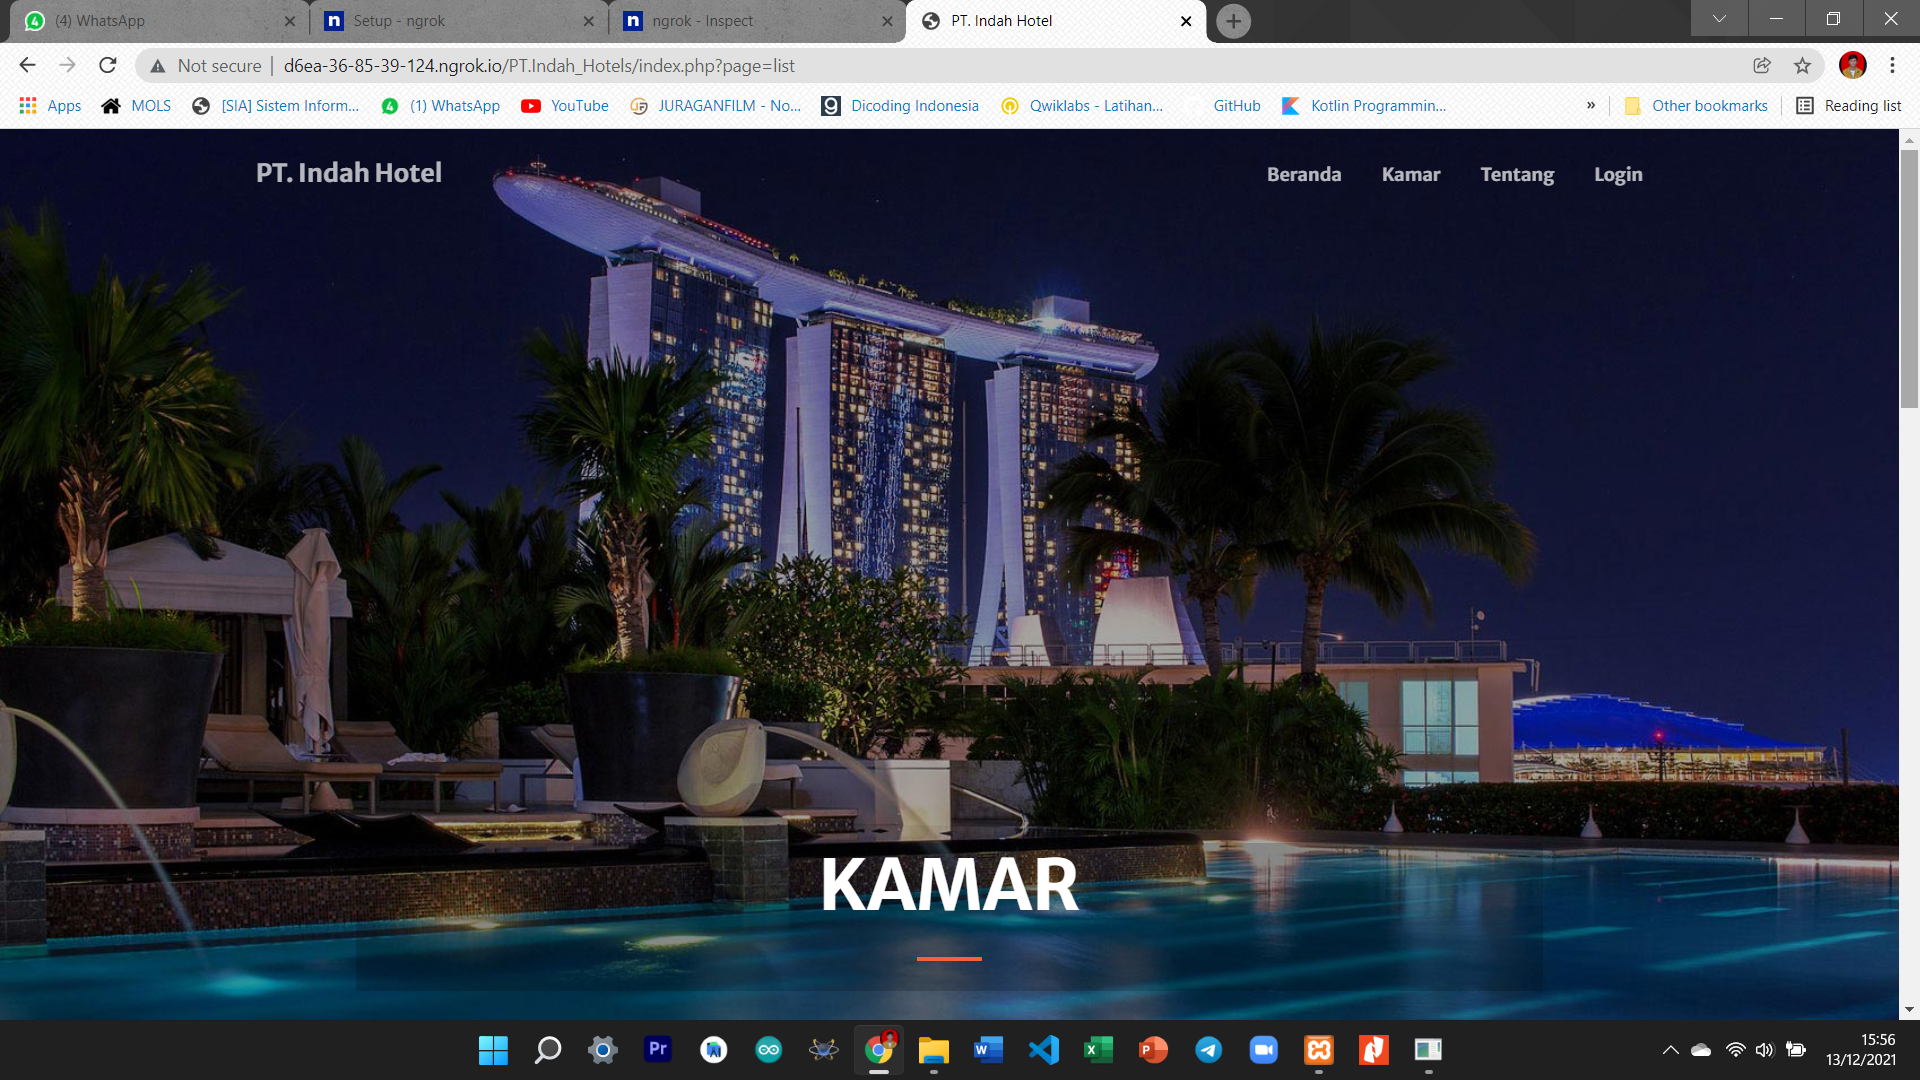 (4) WhatsApp
Setup - ngrok
ngrok - Inspect
PT. Indah Hotel
Not secure | d6ea-36-85-39-124.ngrok.io/PT.Indah_Hotels/index.php?page=list
Apps
MOLS
[SIA] Sistem Inform...
(1) WhatsApp
YouTube
JURAGANFILM - No...
Dicoding Indonesia
Qwiklabs - Latihan...
GitHub
Kotlin Programmin...
»
Other bookmarks
Reading list
PT. Indah Hotel
Beranda
Kamar
Tentang
Login
KAMAR
15:56
13/12/2021